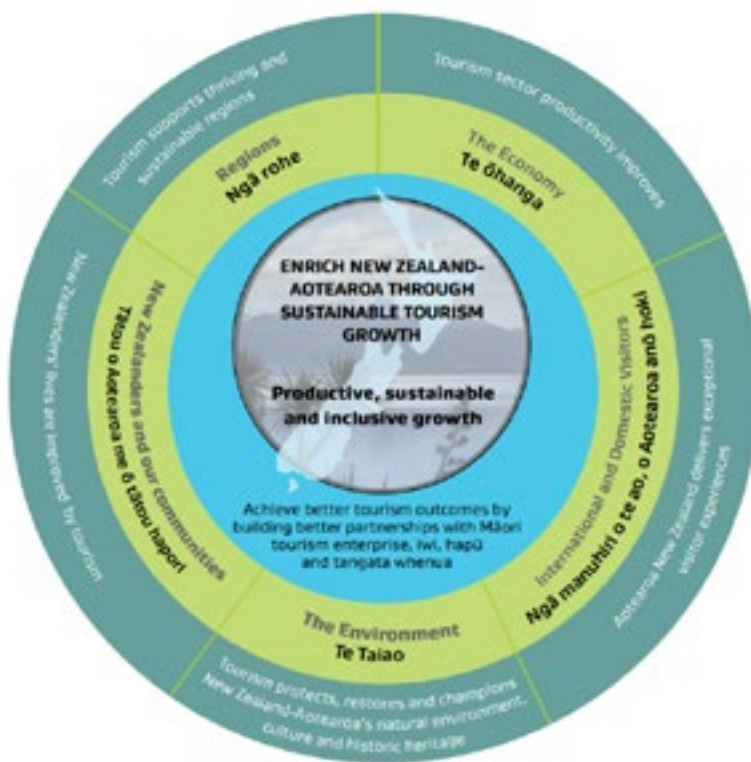 ENRICH NEW ZEALAND-
AOTEAROA THROUGH
SUSTAINABLE TOURISM
GROWTH
Productive, sustainable
and inclusive growth
Achieve better tourism outcomes by
building better partnerships with Māori
tourism enterprise, iwi, hapū
and tangata whenua
The Economy
Te ōhanga
Tourism sector productivity improves
International and Domestic Visitors
Ngā manuhiri o te ao, o Aotearoa anō hoki
Aotearoa New Zealand delivers exceptional
visitor experiences
The Environment
Te Taiao
Tourism protects, restores and champions
New Zealand-Aotearoa's natural environment,
culture and historic heritage
New Zealanders and our communities
Tātou o Aotearoa me ō tātou hapori
New Zealanders' lives are improved by tourism
Regions
Ngā rohe
Tourism supports thriving and
sustainable regions